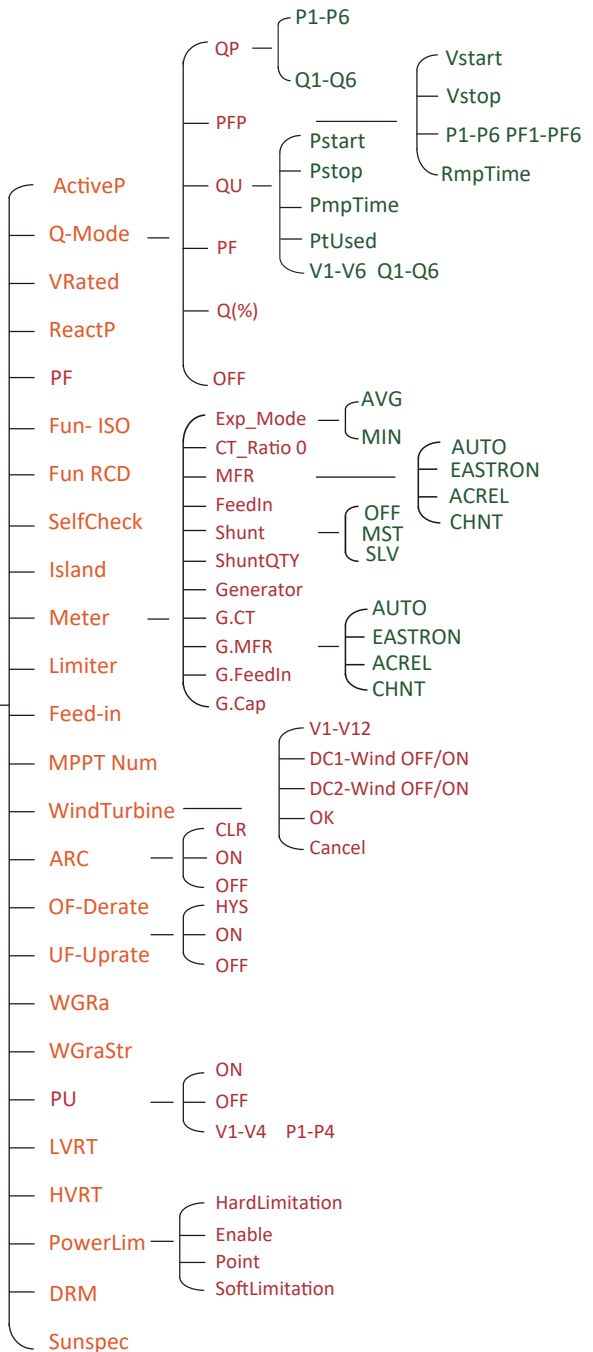 ActiveP
Q-Mode
VRated
ReactP
PF
Fun- ISO
Fun RCD
SelfCheck
Island
Meter
Limiter
Feed-in
MPPT Num
WindTurbine
ARC
OF-Derate
UF-Uprate
WGRa
WGraStr
PU
LVRT
HVRT
PowerLim
DRM
Sunspec
QP
PFP
QU
PF
Q(%)
OFF
P1-P6
Q1-Q6
Vstart
Vstop
P1-P6 PF1-PF6
RmpTime
Pstart
Pstop
PmpTime
PtUsed
V1-V6 Q1-Q6
Exp_Mode
CT_Ratio 0
MFR
FeedIn
Shunt
ShuntQTY
Generator
G.CT
G.MFR
G.FeedIn
G.Cap
AVG
MIN
AUTO
EASTRON
ACREL
CHNT
OFF
MST
SLV
AUTO
EASTRON
ACREL
CHNT
V1-V12
DC1-Wind OFF/ON
DC2-Wind OFF/ON
OK
Cancel
CLR
ON
OFF
HYS
ON
OFF
ON
OFF
V1-V4 P1-P4
HardLimitation
Enable
Point
SoftLimitation